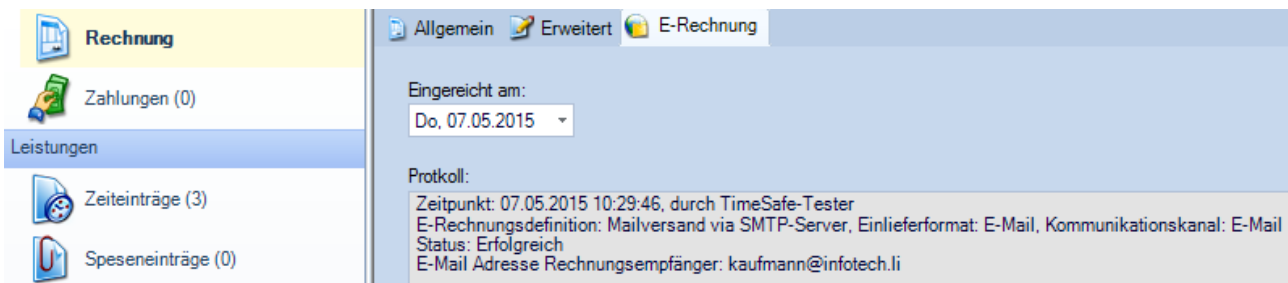 Rechnung
Zahlungen (0)
Leistungen
Zeiteinträge (3)
Speseneinträge (0)
Allgemein Erweitert E-Rechnung
Eingereicht am:
Do, 07.05.2015
Protkoll:
Zeitpunkt: 07.05.2015 10:29:46, durch TimeSafe-Tester
E-Rechnungsdefinition: Mailversand via SMTP-Server, Einlieferformat: E-Mail, Kommunikationskanal: E-Mail
Status: Erfolgreich
E-Mail Adresse Rechnungsempfänger: kaufmann@infotech.li